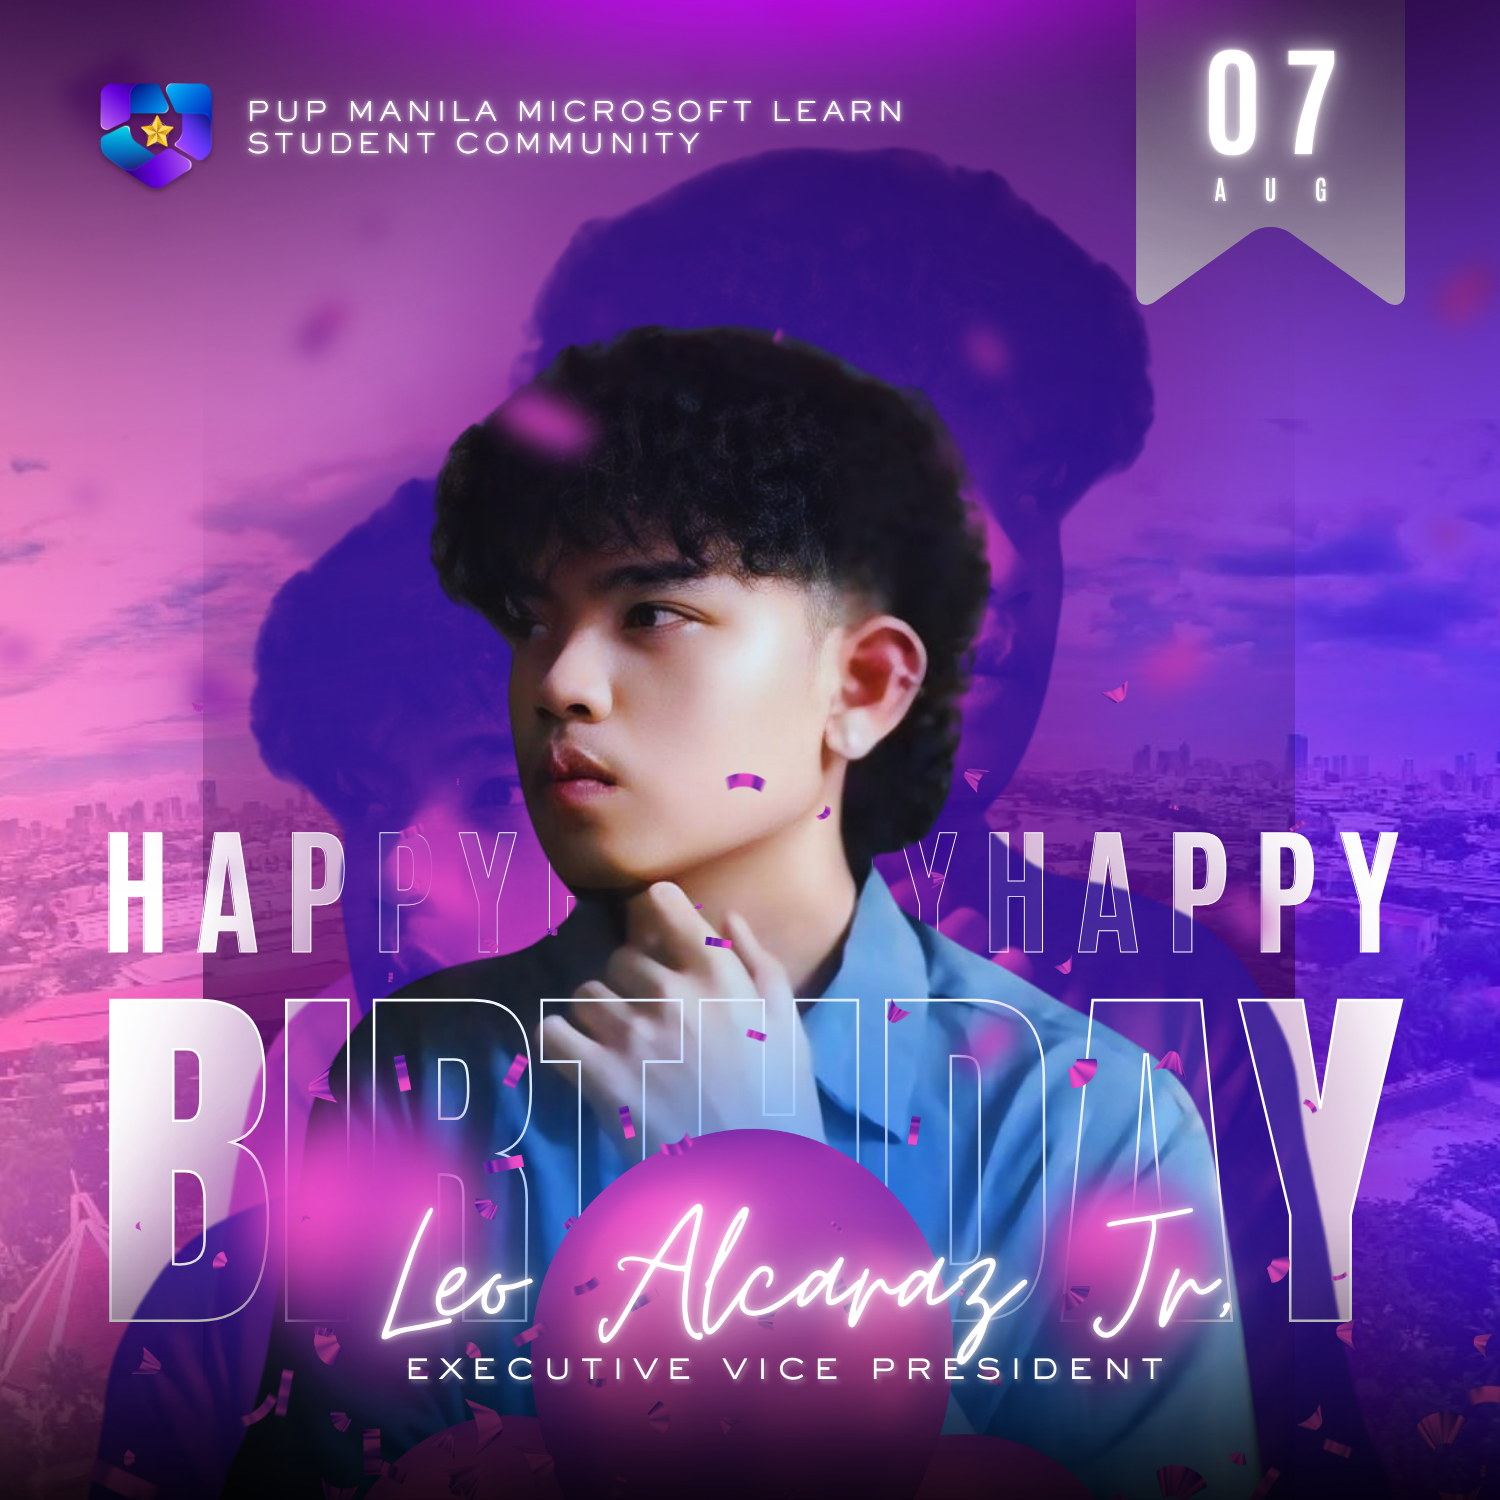 PUP MANILA MICROSOFT LEARN
STUDENT COMMUNITY
07
AUG
HAPPY HAPPY
BIRTHDAY
Leo Alcaraz Jr.
EXECUTIVE VICE PRESIDENT